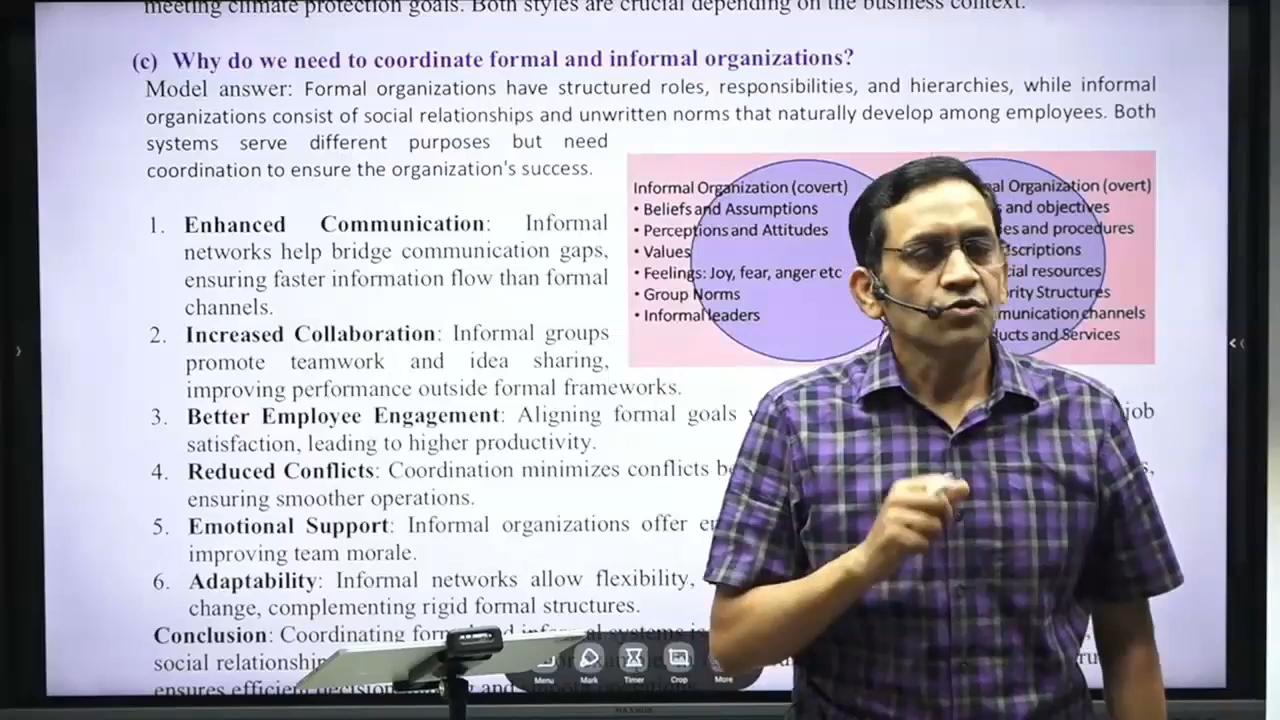 meeting climate protection goals. Both styles are crucial depending on the business context.
(c) Why do we need to coordinate formal and informal organizations?
Model answer: Formal organizations have structured roles, responsibilities, and hierarchies, while informal
organizations consist of social relationships and unwritten norms that naturally develop among employees. Both
systems serve different purposes but need
coordination to ensure the organization's success.
Informal Organization (covert)
• Beliefs and Assumptions
• Perceptions and Attitudes
• Values
• Feelings: Joy, fear, anger etc
• Group Norms
• Informal leaders
Organization (overt)
and objectives
and procedures
resources
Structures
channels
and Services
1. Enhanced Communication: Informal
networks help bridge communication gaps,
ensuring faster information flow than formal
channels.
2. Increased Collaboration: Informal groups
promote teamwork and idea sharing,
improving performance outside formal frameworks.
3. Better Employee Engagement: Aligning formal goals job
satisfaction, leading to higher productivity.
4. Reduced Conflicts: Coordination minimizes conflicts
ensuring smoother operations.
5. Emotional Support: Informal organizations offer
improving team morale.
6. Adaptability: Informal networks allow flexibility,
change, complementing rigid formal structures.
Conclusion: Coordinating
social
ensures
and
Menu Mark Timer Crop More